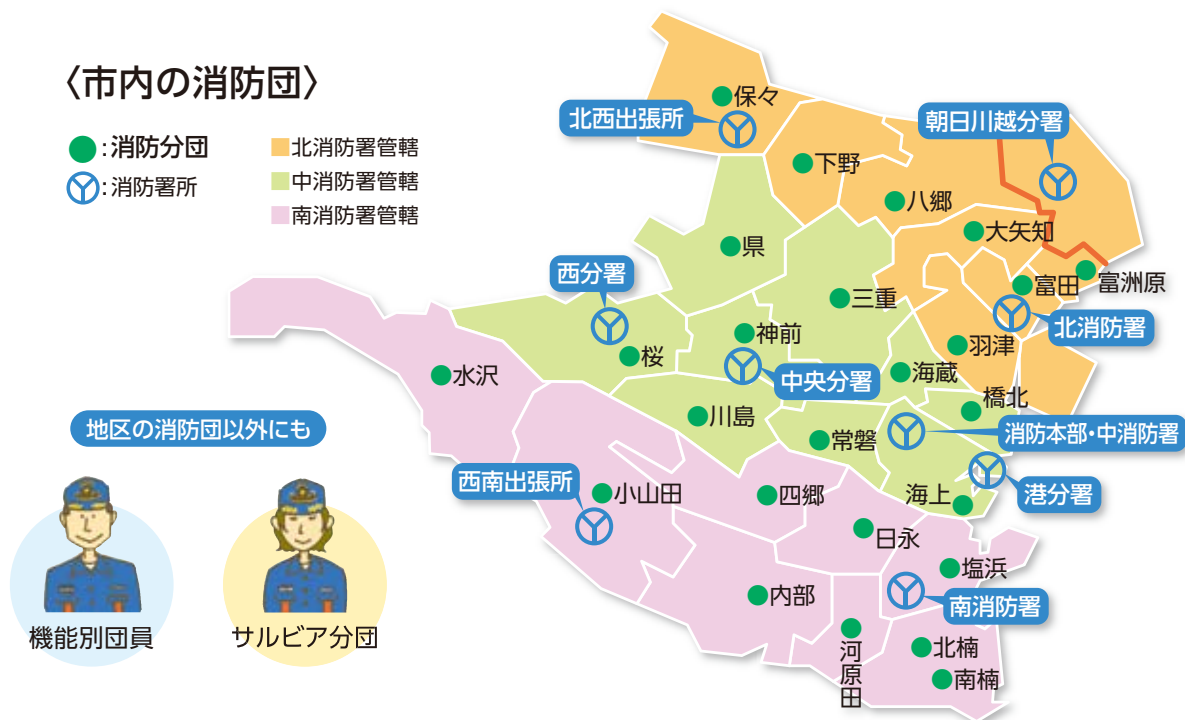 〈市内の消防団〉
:消防分団
:消防署所
北消防署管轄
中消防署管轄
南消防署管轄
保々
北西出張所
朝日川越分署
下野
八郷
大矢知
県
富洲原
富田
西分署
三重
北消防署
神前
羽津
桜
中央分署
海蔵
水沢
橋北
川島
常磐
消防本部・中消防署
地区の消防団以外にも
西南出張所
小山田
四郷
海上
港分署
日永
塩浜
内部
南消防署
河原田
北楠
南楠
機能別団員
サルビア分団